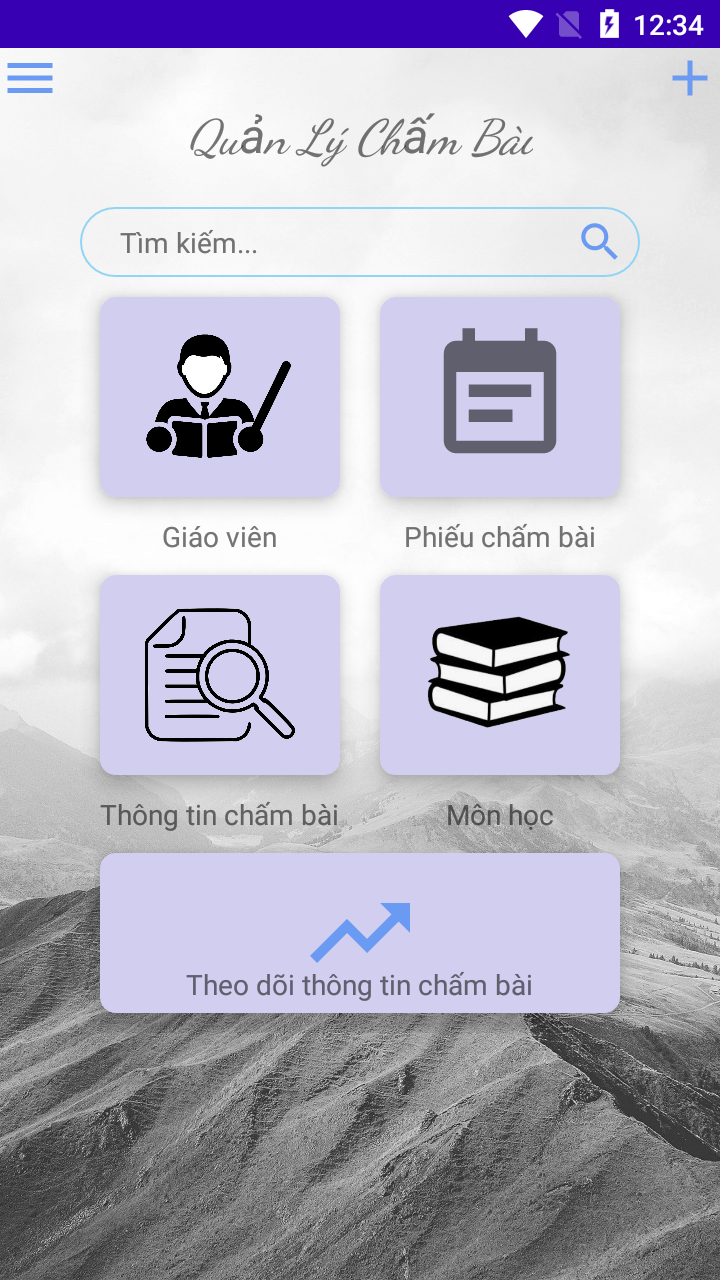 12:34
Quản Lý Chấm Bài
Tìm kiếm...
Giáo viên
Phiếu chấm bài
Thông tin chấm bài
Môn học
Theo dõi thông tin chấm bài